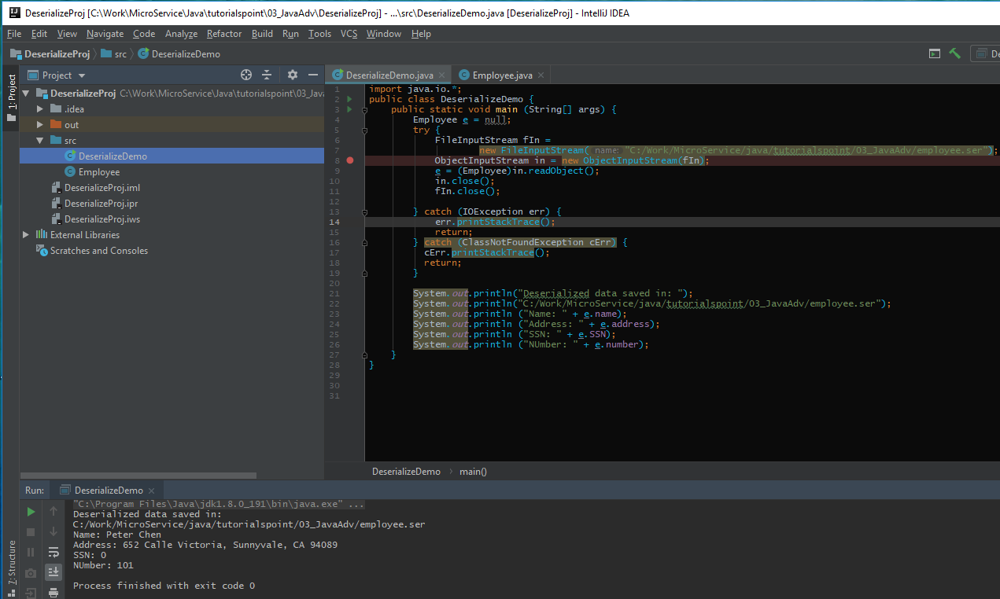 DeserializeProj [C:\Work\MicroService\Java\tutorialspoint\03_JavaAdv\DeserializeProj] - ...\src\DeserializeDemo.java [DeserializeProj] - IntelliJ IDEA
File Edit View Navigate Code Analyze Refactor Build Run Tools VCS Window Help
DeserializeProj src DeserializeDemo De
1: Project
Project
DeserializeProj C:\Work\MicroService\Java\tutorialspoint\03_Java
.idea
out
src
DeserializeDemo
Employee
DeserializeProj.iml
DeserializeProj.ipr
DeserializeProj.iws
External Libraries
Scratches and Consoles
DeserializeDemo.java Employee.java
1 import java.io.*;
2 public class DeserializeDemo {
3 public static void main (String[] args) {
4 Employee e = null;
5 try {
6 FileInputStream fIn =
7 new FileInputStream( name: "C:/Work/MicroService/java/tutorialspoint/03_JavaAdv/employee.ser");
8 ObjectInputStream in = new ObjectInputStream(fIn);
9 e = (Employee)in.readObject();
10 in.close();
11 fIn.close();
12
13 } catch (IOException err) {
14 err.printStackTrace();
15 return;
16 } catch (ClassNotFoundException cErr) {
17 cErr.printStackTrace();
18 return;
19 }
20
21 System.out.println("Deserialized data saved in: ");
22 System.out.println("C:/Work/MicroService/java/tutorialspoint/03_JavaAdv/employee.ser");
23 System.out.println ("Name: " + e.name);
24 System.out.println ("Address: " + e.address);
25 System.out.println ("SSN: " + e.SSN);
26 System.out.println ("NUmber: " + e.number);
27 }
28 }
29
30
31
DeserializeDemo main()
Run: DeserializeDemo
"C:\Program Files\Java\jdk1.8.0_191\bin\java.exe" ...
Deserialized data saved in:
C:/Work/MicroService/java/tutorialspoint/03_JavaAdv/employee.ser
Name: Peter Chen
Address: 652 Calle Victoria, Sunnyvale, CA 94089
SSN: 0
NUmber: 101
Process finished with exit code 0
7: Structure